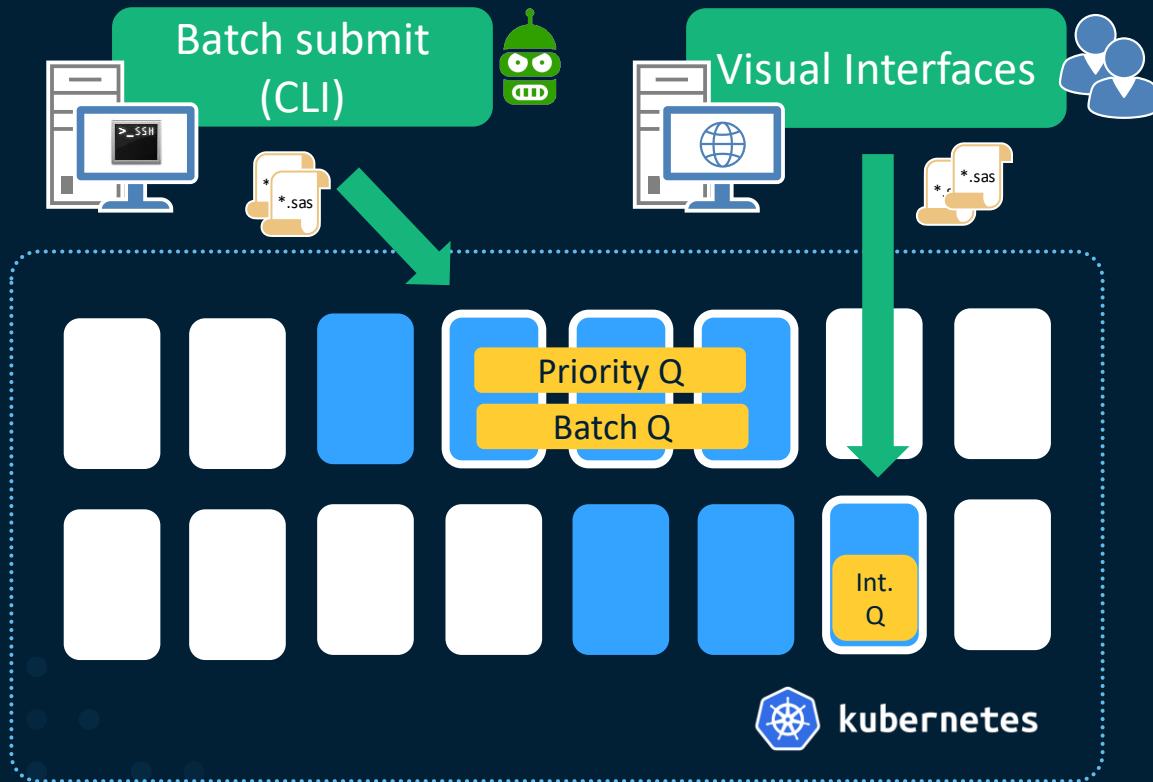 Batch submit
(CLI)
Visual Interfaces
>_SSH
*.sas
*.sas
Priority Q
Batch Q
Int.
Q
kubernetes